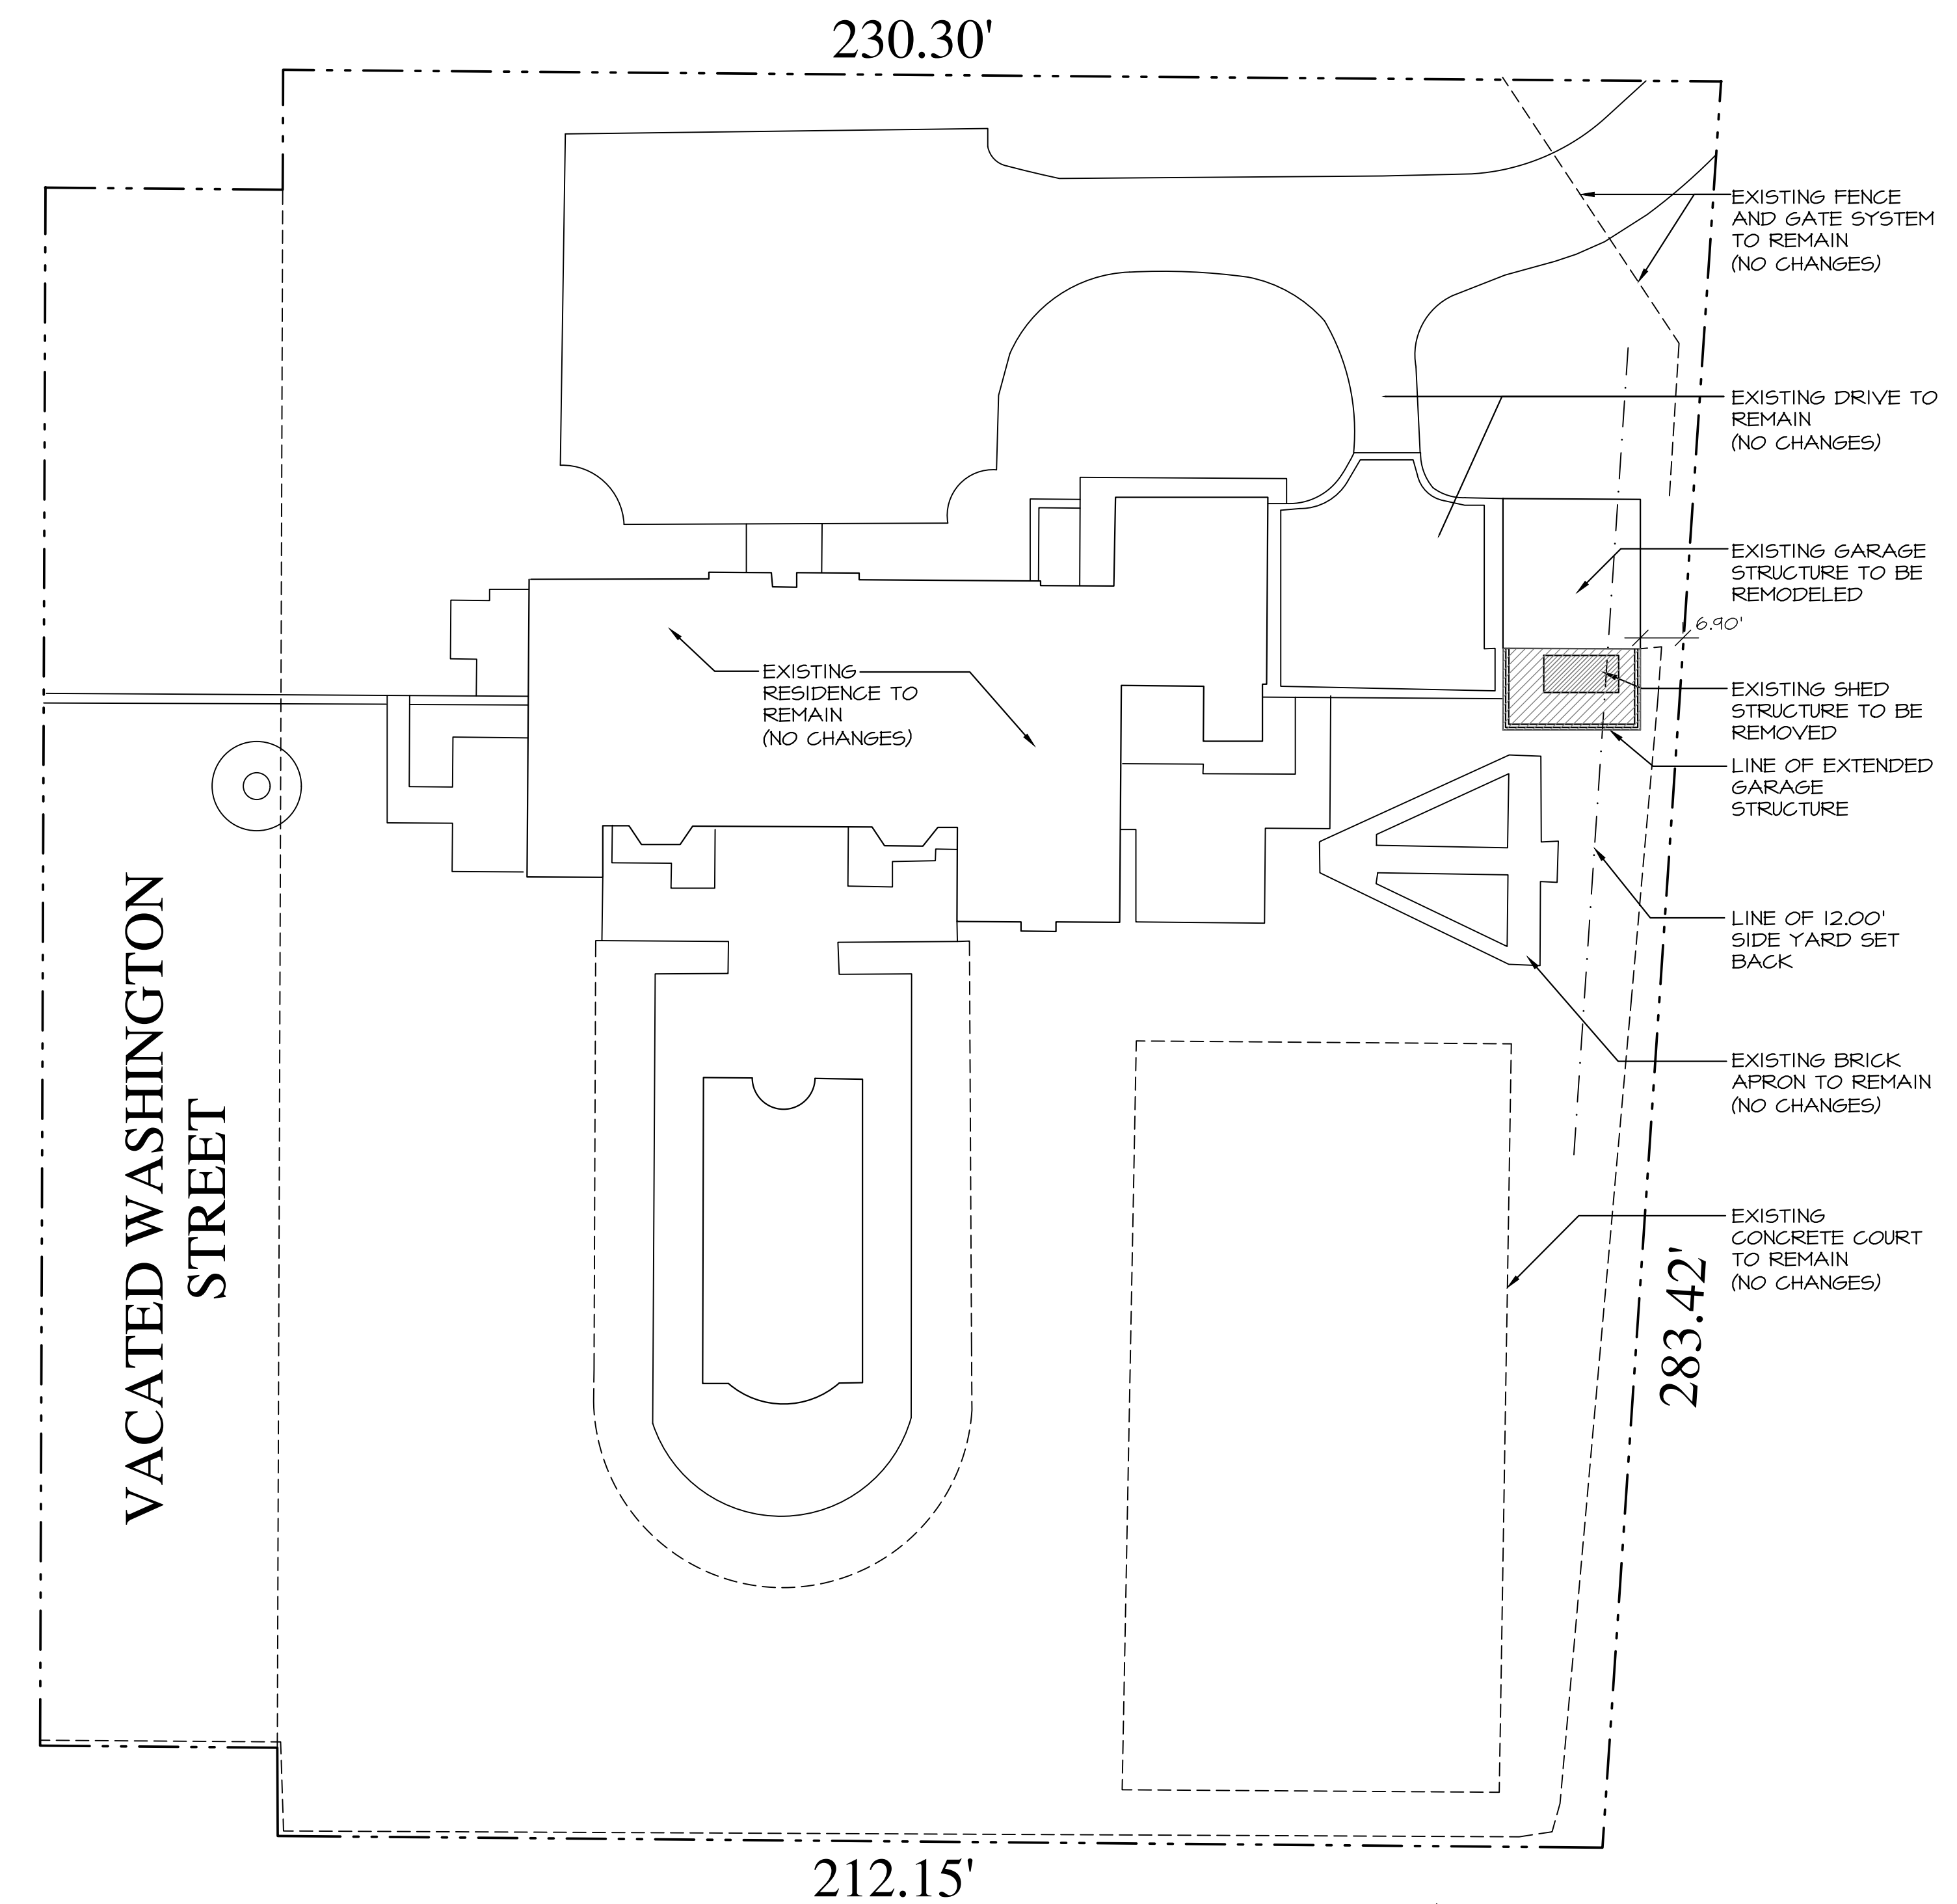 230.30'
EXISTING FENCE
AND GATE SYSTEM
TO REMAIN
(NO CHANGES)
EXISTING DRIVE TO
REMAIN
(NO CHANGES)
EXISTING GARAGE
STRUCTURE TO BE
REMODELED
6.90'
EXISTING
RESIDENCE TO
REMAIN
(NO CHANGES)
EXISTING SHED
STRUCTURE TO BE
REMOVED
LINE OF EXTENDED
GARAGE
STRUCTURE
LINE OF 12.00'
SIDE YARD SET
BACK
EXISTING BRICK
APRON TO REMAIN
(NO CHANGES)
VACATED WASHINGTON
STREET
EXISTING
CONCRETE COURT
TO REMAIN
(NO CHANGES)
283.42'
212.15'